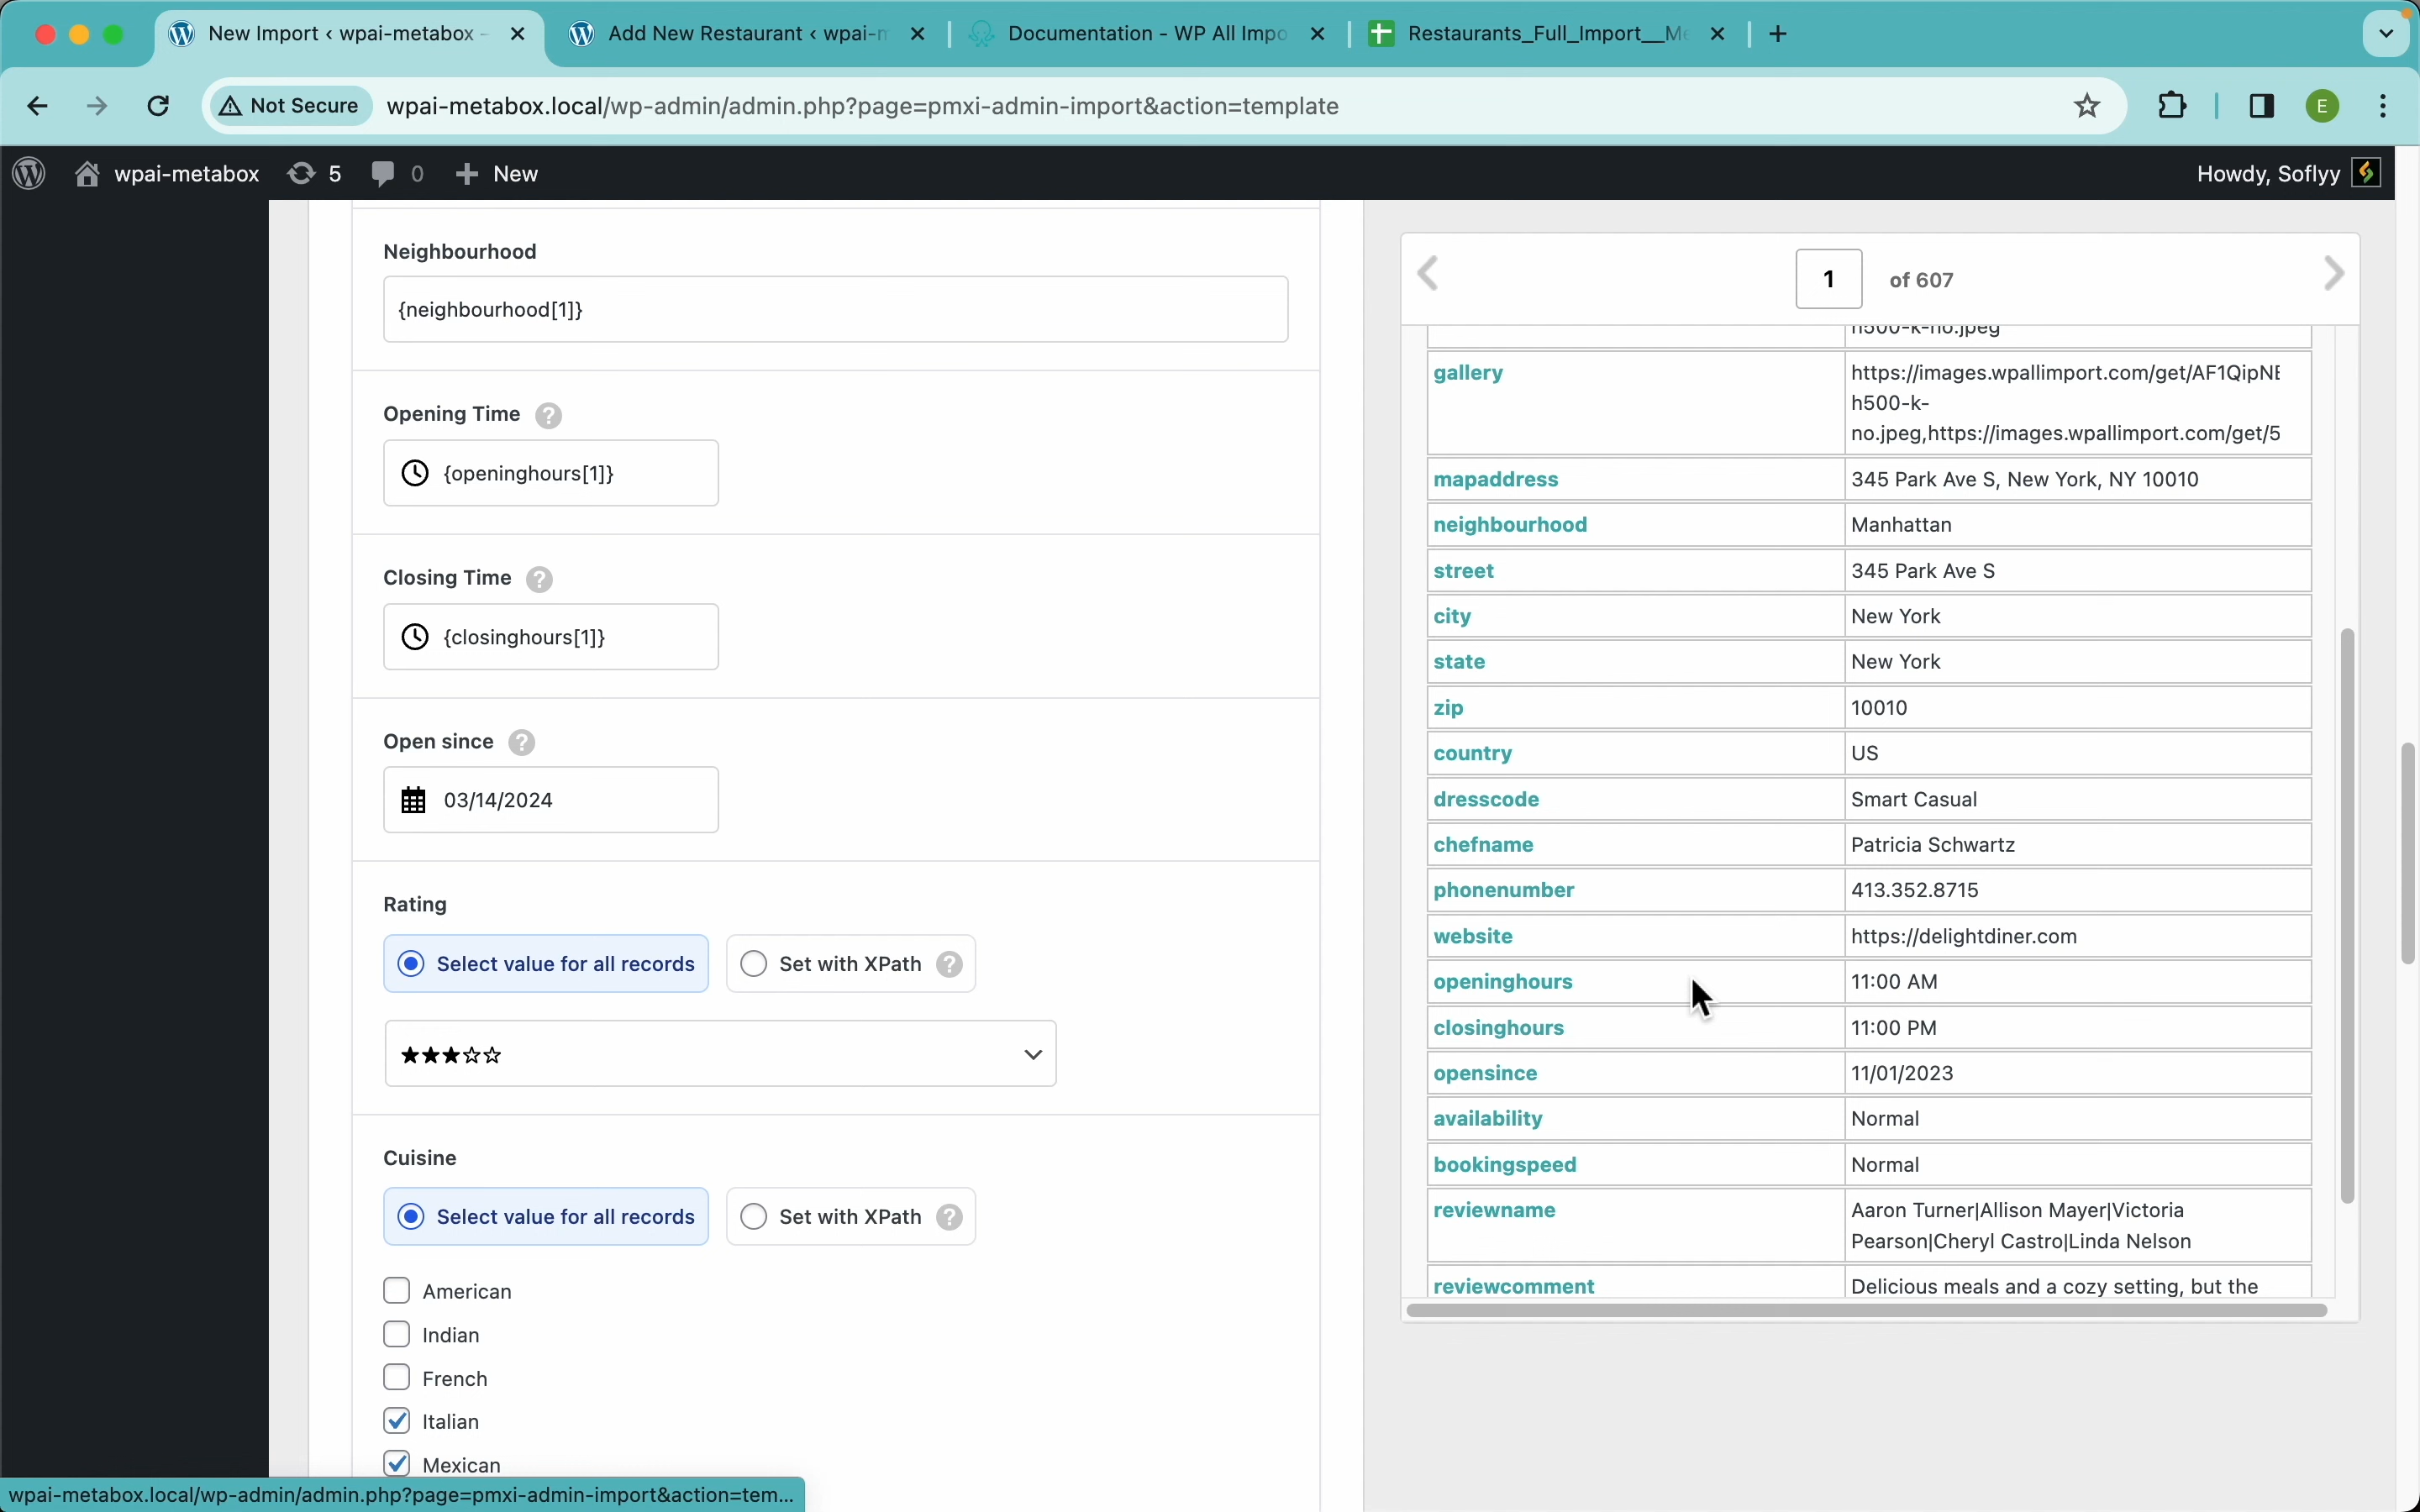 New Import ‹ wpai-metabox -
Add New Restaurant ‹ wpai-m
Documentation - WP All Impo
Restaurants_Full_Import__Me
Not Secure
wpai-metabox.local/wp-admin/admin.php?page=pmxi-admin-import&action=template
E
wpai-metabox
5
0
New
Howdy, Soflyy
Neighbourhood
{neighbourhood[1]}
Opening Time ?
{openinghours[1]}
Closing Time ?
{closinghours[1]}
Open since ?
03/14/2024
Rating
Select value for all records
Set with XPath ?
★★★☆☆
Cuisine
Select value for all records
Set with XPath ?
American
Indian
French
Italian
Mexican
1 of 607
h500-k-no.jpeg
gallery
https://images.wpallimport.com/get/AF1QipNE
h500-k-
no.jpeg,https://images.wpallimport.com/get/5
mapaddress 345 Park Ave S, New York, NY 10010
neighbourhood Manhattan
street 345 Park Ave S
city New York
state New York
zip 10010
country US
dresscode Smart Casual
chefname Patricia Schwartz
phonenumber 413.352.8715
website https://delightdiner.com
openinghours 11:00 AM
closinghours 11:00 PM
opensince 11/01/2023
availability Normal
bookingspeed Normal
reviewname Aaron Turner|Allison Mayer|Victoria
Pearson|Cheryl Castro|Linda Nelson
reviewcomment Delicious meals and a cozy setting, but the
wpai-metabox.local/wp-admin/admin.php?page=pmxi-admin-import&action=tem...